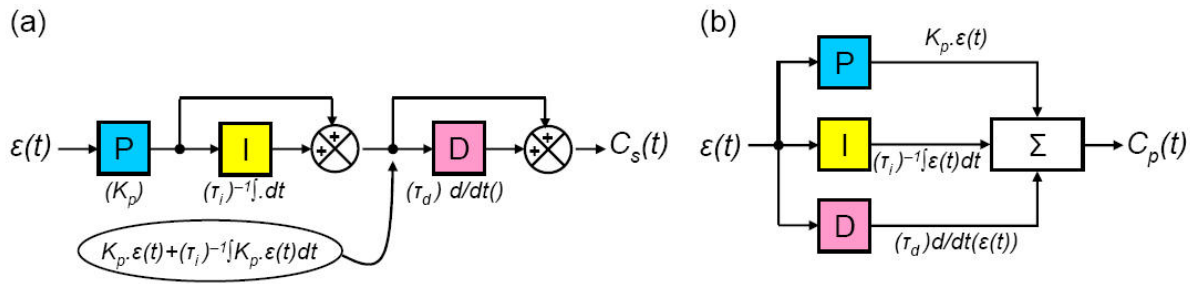 (a)
ε(t)
P
(Kp)
I
(τi)⁻¹∫.dt
+
+
D
(τd) d/dt()
+
+
Cs(t)
Kp.ε(t)+(τi)⁻¹∫Kp.ε(t)dt
(b)
ε(t)
P
Kp.ε(t)
I
(τi)⁻¹∫ε(t)dt
D
(τd)d/dt(ε(t))
Σ
Cp(t)